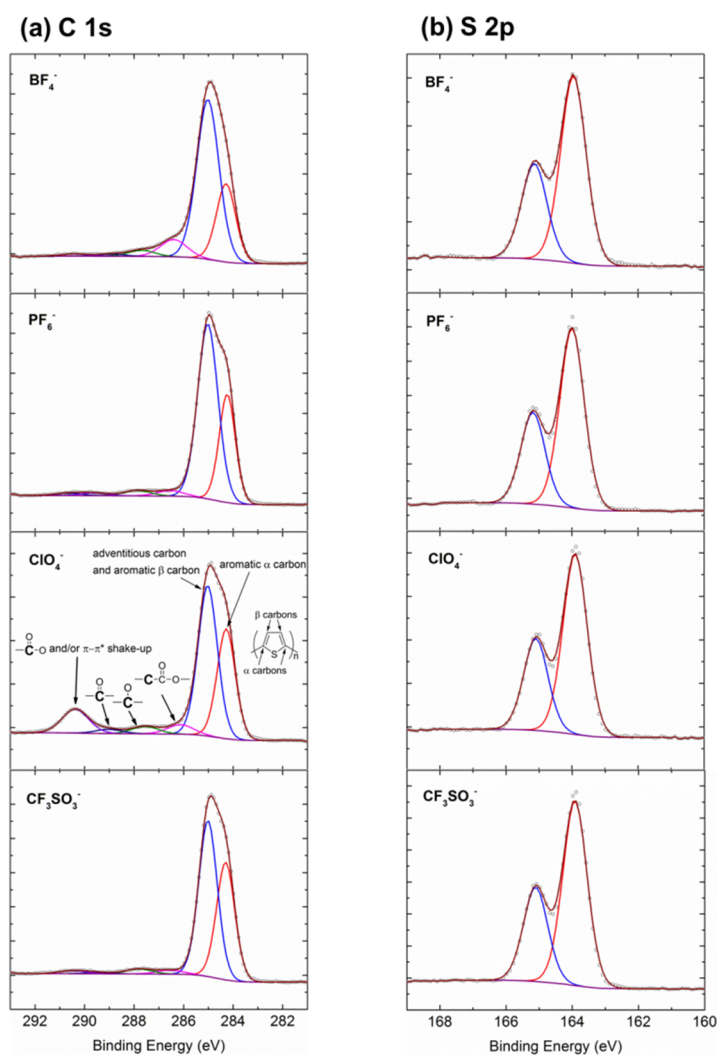 (a) C 1s
(b) S 2p
BF₄⁻
BF₄⁻
PF₆⁻
PF₆⁻
ClO₄⁻
adventitious carbon
and aromatic β carbon
aromatic α carbon
β carbons
S
n
α carbons
O
–C–O and/or π–π* shake-up
O
–C–
O
–C–
O
C–C–O–
ClO₄⁻
CF₃SO₃⁻
CF₃SO₃⁻
292 290 288 286 284 282
Binding Energy (eV)
168 166 164 162 160
Binding Energy (eV)